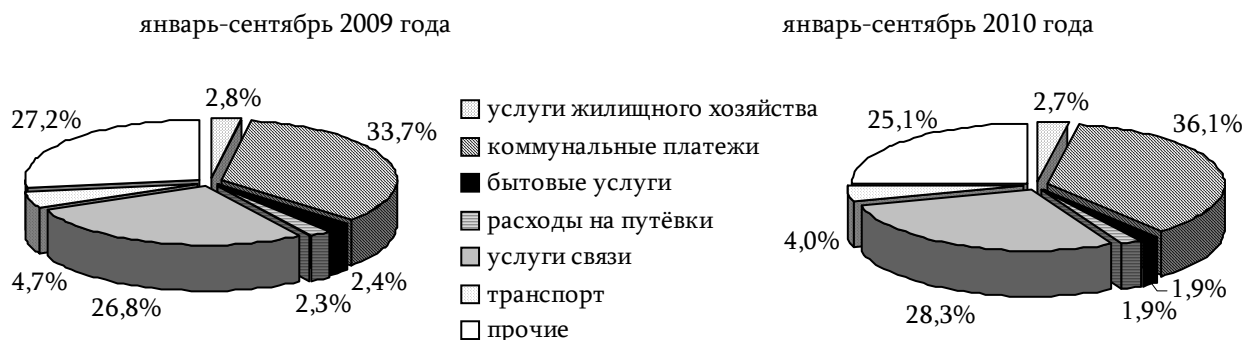 январь-сентябрь 2009 года
27,2%
2,8%
33,7%
4,7%
26,8%
2,3%
2,4%
услуги жилищного хозяйства
коммунальные платежи
бытовые услуги
расходы на путёвки
услуги связи
транспорт
прочие
январь-сентябрь 2010 года
25,1%
2,7%
36,1%
4,0%
28,3%
1,9%
1,9%